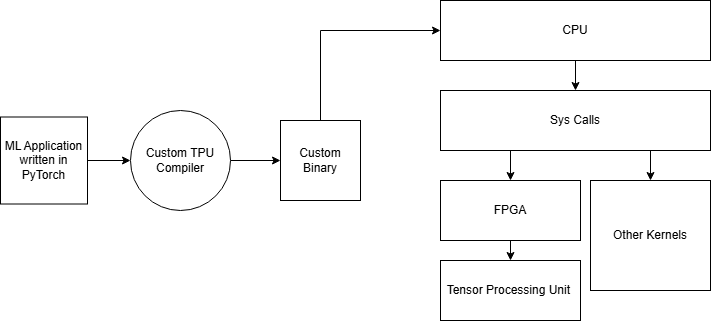 ML Application
written in
PyTorch
Custom TPU
Compiler
Custom
Binary
CPU
Sys Calls
FPGA
Other Kernels
Tensor Processing Unit